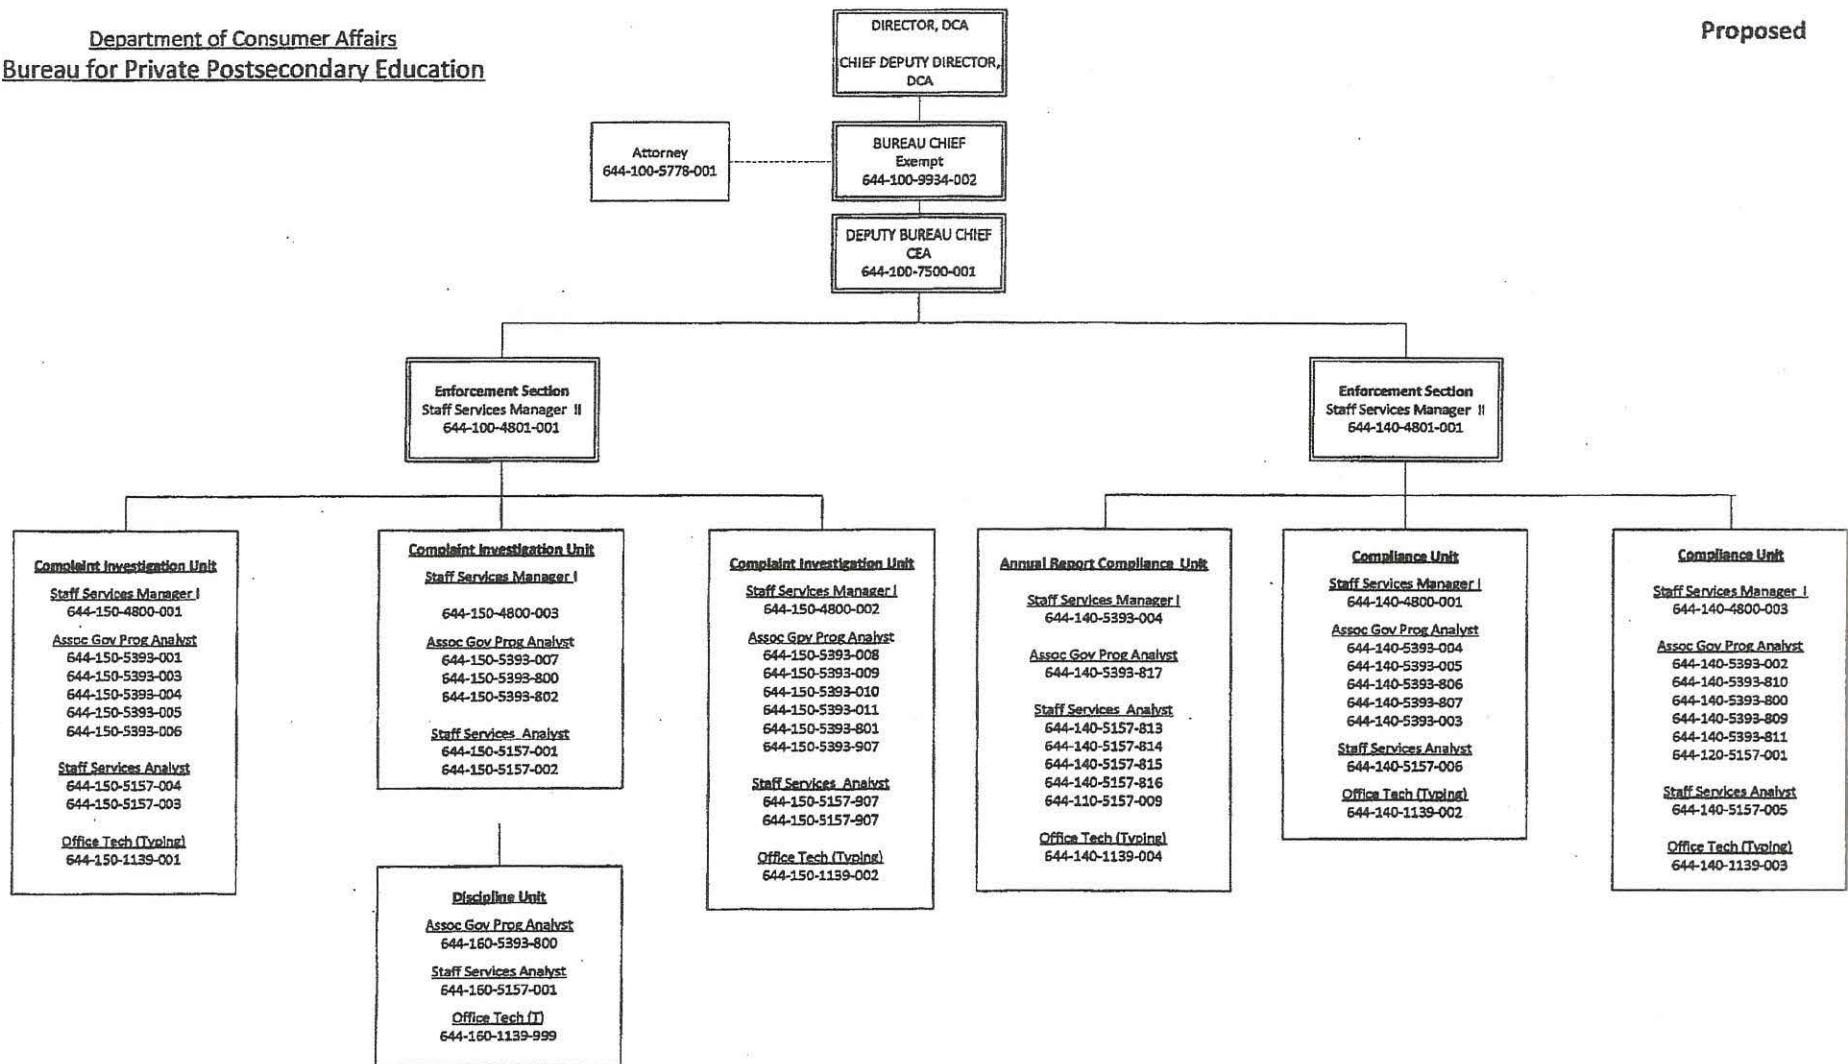 Department of Consumer Affairs
Bureau for Private Postsecondary Education
Proposed
DIRECTOR, DCA
CHIEF DEPUTY DIRECTOR,
DCA
Attorney
644-100-5778-001
BUREAU CHIEF
Exempt
644-100-9934-002
DEPUTY BUREAU CHIEF
CEA
644-100-7500-001
Enforcement Section
Staff Services Manager II
644-100-4801-001
Enforcement Section
Staff Services Manager II
644-140-4801-001
Complaint Investigation Unit
Staff Services Manager I
644-150-4800-001
Assoc Gov Prog Analyst
644-150-5393-001
644-150-5393-003
644-150-5393-004
644-150-5393-005
644-150-5393-006
Staff Services Analyst
644-150-5157-004
644-150-5157-003
Office Tech (Typing)
644-150-1139-001
Complaint Investigation Unit
Staff Services Manager I
644-150-4800-003
Assoc Gov Prog Analyst
644-150-5393-007
644-150-5393-800
644-150-5393-802
Staff Services Analyst
644-150-5157-001
644-150-5157-002
Discipline Unit
Assoc Gov Prog Analyst
644-160-5393-800
Staff Services Analyst
644-160-5157-001
Office Tech (T)
644-160-1139-999
Complaint Investigation Unit
Staff Services Manager I
644-150-4800-002
Assoc Gov Prog Analyst
644-150-5393-008
644-150-5393-009
644-150-5393-010
644-150-5393-011
644-150-5393-801
644-150-5393-907
Staff Services Analyst
644-150-5157-907
644-150-5157-907
Office Tech (Typing)
644-150-1139-002
Annual Report Compliance Unit
Staff Services Manager I
644-140-5393-004
Assoc Gov Prog Analyst
644-140-5393-817
Staff Services Analyst
644-140-5157-813
644-140-5157-814
644-140-5157-815
644-140-5157-816
644-110-5157-009
Office Tech (Typing)
644-140-1139-004
Compliance Unit
Staff Services Manager I
644-140-4800-001
Assoc Gov Prog Analyst
644-140-5393-004
644-140-5393-005
644-140-5393-806
644-140-5393-807
644-140-5393-003
Staff Services Analyst
644-140-5157-006
Office Tech (Typing)
644-140-1139-002
Compliance Unit
Staff Services Manager I
644-140-4800-003
Assoc Gov Prog Analyst
644-140-5393-002
644-140-5393-810
644-140-5393-800
644-140-5393-809
644-140-5393-811
644-120-5157-001
Staff Services Analyst
644-140-5157-005
Office Tech (Typing)
644-140-1139-003